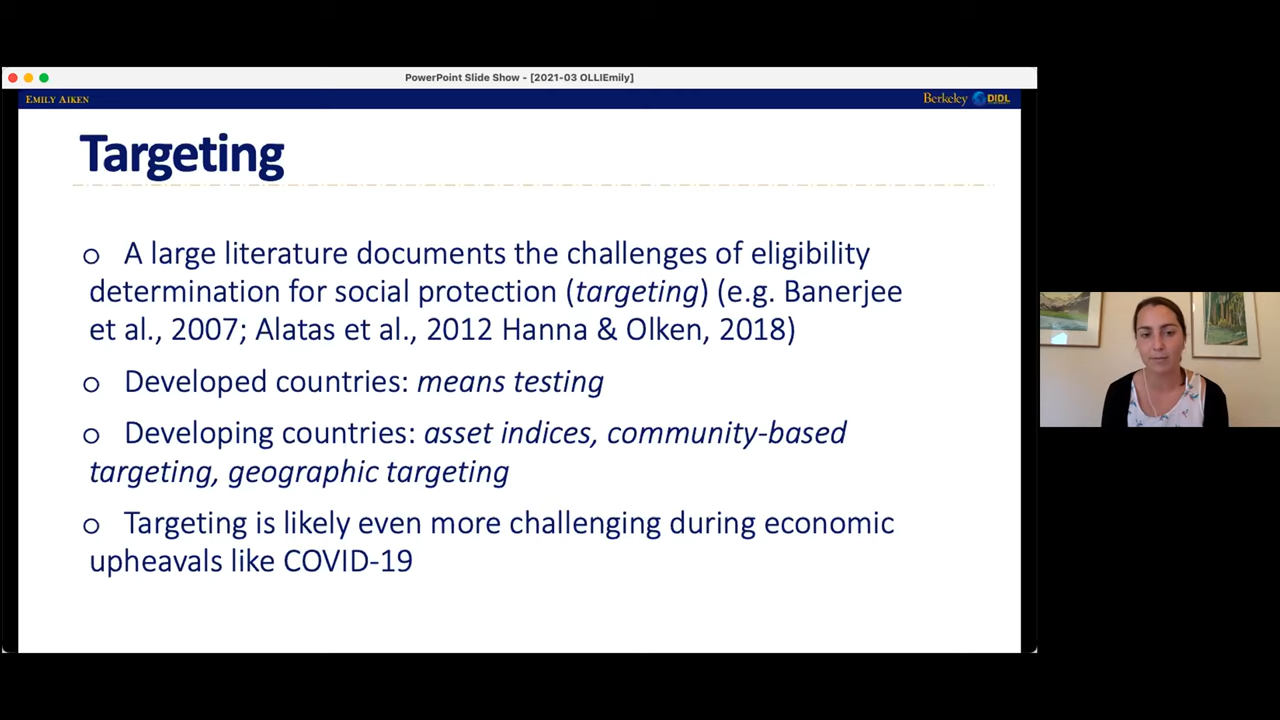 PowerPoint Slide Show - [2021-03 OLLIEmily]
EMILY AIKEN
Berkeley DIDL
Targeting
o A large literature documents the challenges of eligibility
determination for social protection (targeting) (e.g. Banerjee
et al., 2007; Alatas et al., 2012 Hanna & Olken, 2018)
o Developed countries: means testing
o Developing countries: asset indices, community-based
targeting, geographic targeting
o Targeting is likely even more challenging during economic
upheavals like COVID-19